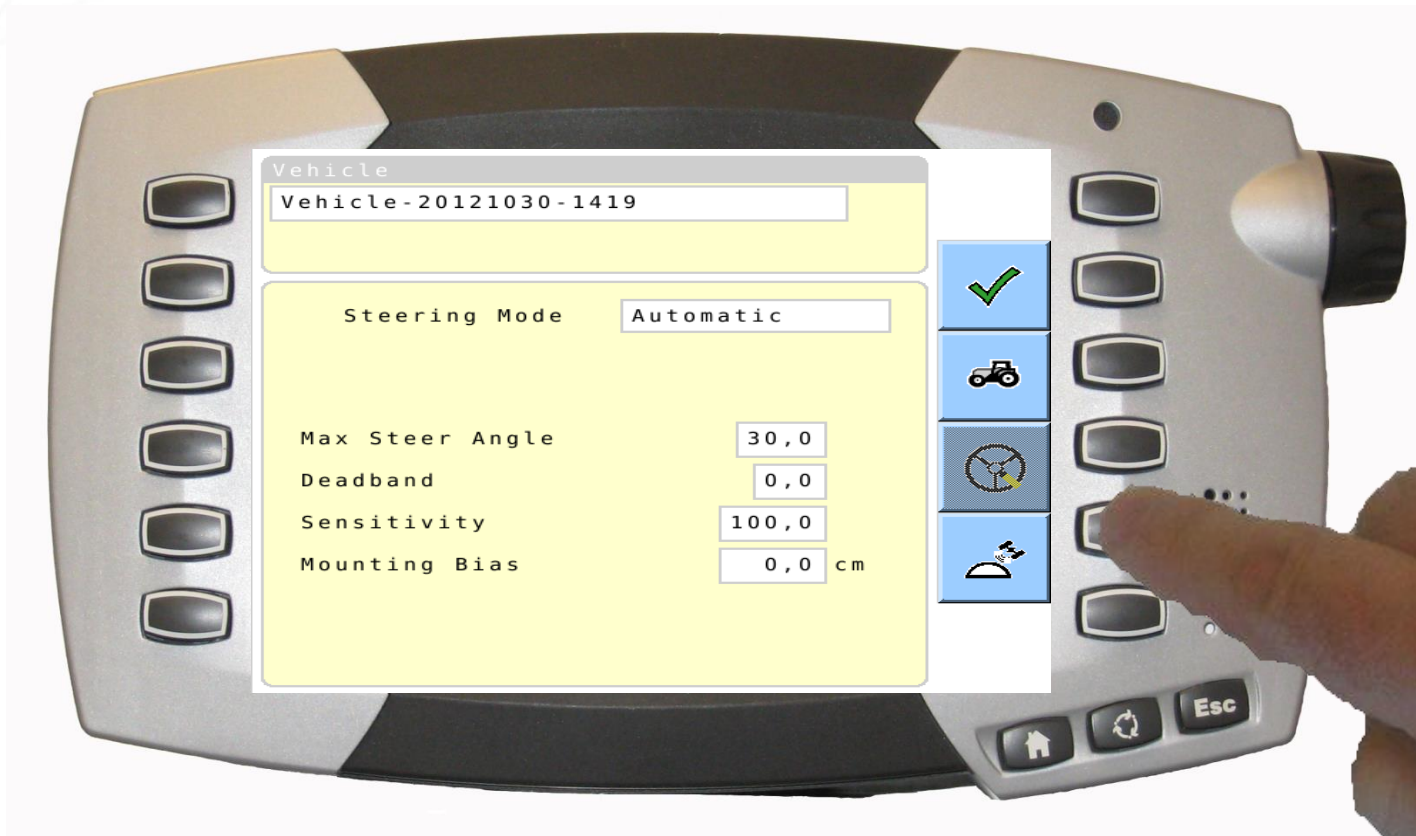 Vehicle
Vehicle-20121030-1419
Steering Mode Automatic
Max Steer Angle 30,0
Deadband 0,0
Sensitivity 100,0
Mounting Bias 0,0 cm
Esc